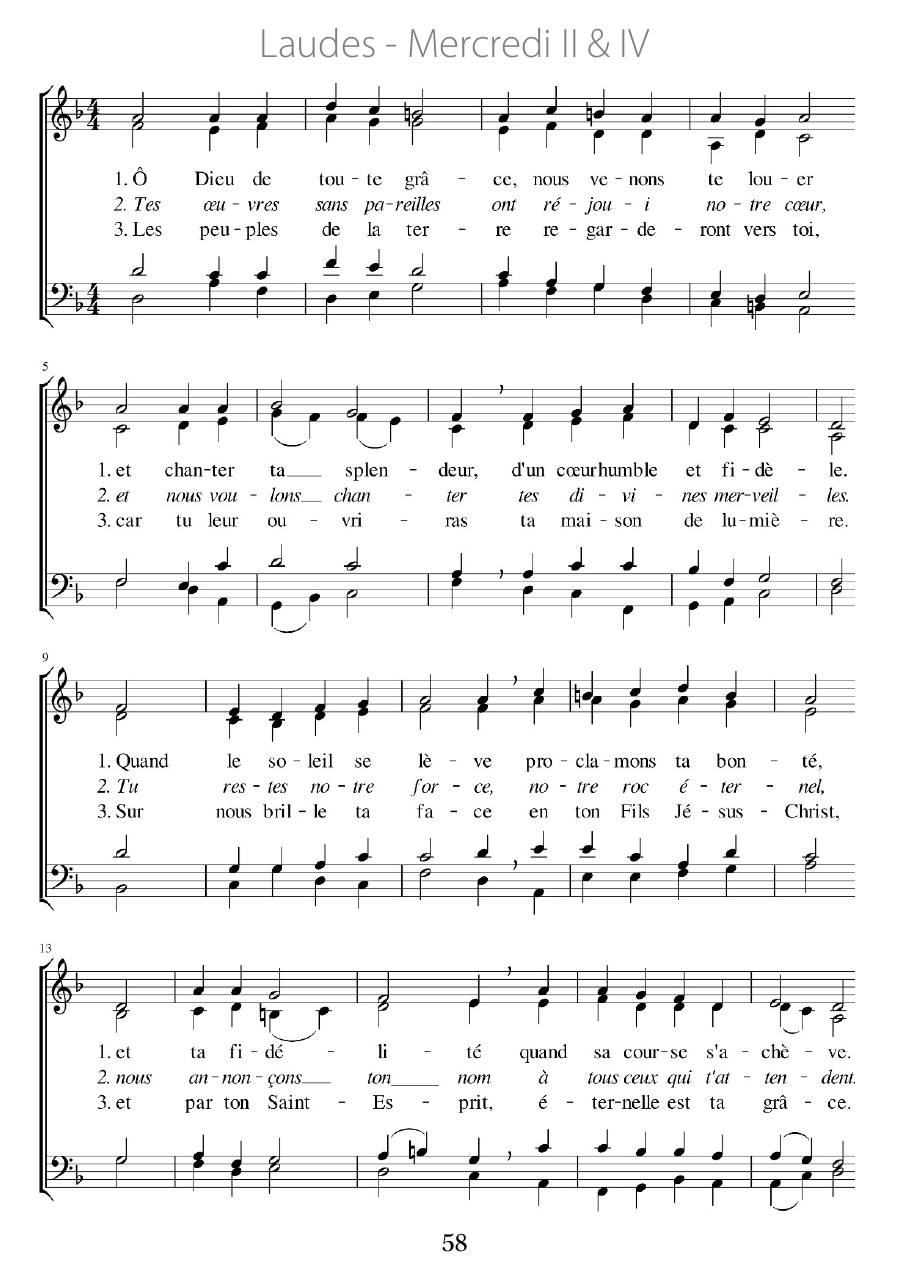 Laudes - Mercredi II & IV
1. Ô Dieu de tou - te grâ - ce, nous ve - nons te lou - er
2. Tes œu - vres sans pa - reilles ont ré - jou - i no - tre cœur,
3. Les peu - ples de la ter - re re - gar - de - ront vers toi,
5
1. et chan - ter ta___ splen - deur, d'un cœurhumble et fi - dè - le.
2. et nous vou - lons___ chan - ter tes di - vi - nes mer - veil - les.
3. car tu leur ou - vri - ras ta mai - son de lu - miè - re.
9
1. Quand le so - leil se lè - ve pro - cla - mons ta bon - té,
2. Tu res - tes no - tre for - ce, no - tre roc é - ter - nel,
3. Sur nous bril - le ta fa - ce en ton Fils Jé - sus - Christ,
13
1. et ta fi - dé - li - té quand sa cour - se s'a - chè - ve.
2. nous an - non - çons___ ton___ nom à tous ceux qui t'at - ten - dent.
3. et par ton Saint - Es - prit, é - ter - nelle est ta grâ - ce.
58